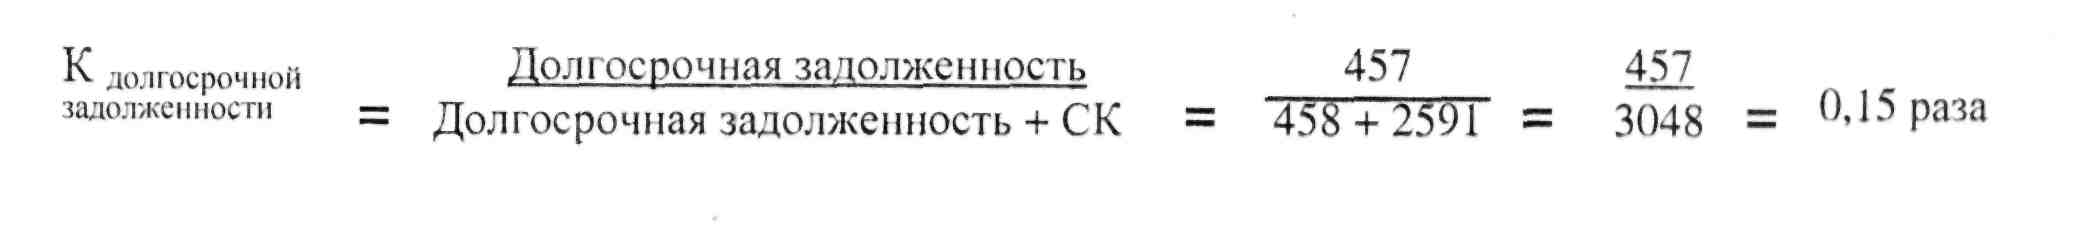 К долгосрочной задолженности = Долгосрочная задолженность = 457 = 457 = 0,15 раза
Долгосрочная задолженность + СК 458 + 2591 3048